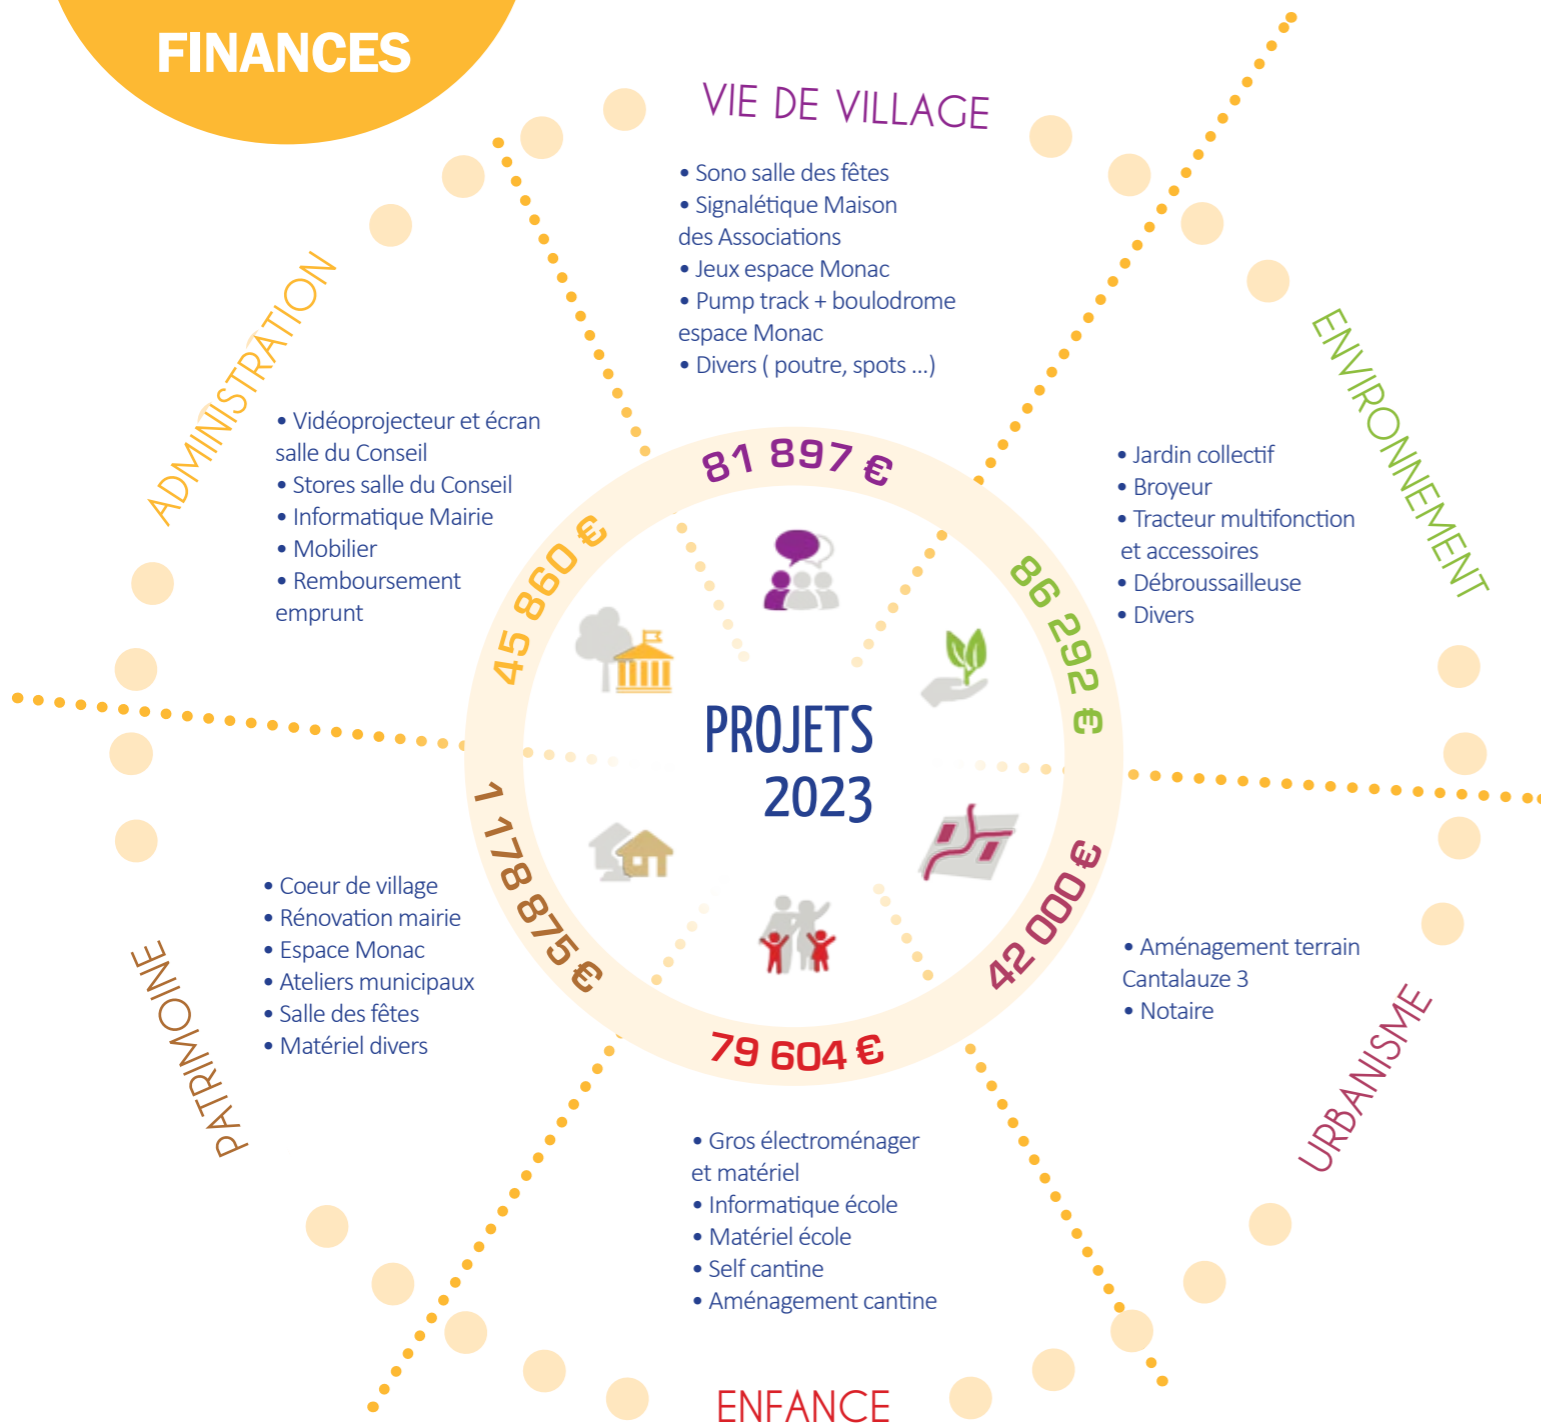 FINANCES
VIE DE VILLAGE
• Sono salle des fêtes
• Signalétique Maison
des Associations
• Jeux espace Monac
• Pump track + boulodrome
espace Monac
• Divers ( poutre, spots ...)
81 897 €
ENVIRONNEMENT
• Jardin collectif
• Broyeur
• Tracteur multifonction
et accessoires
• Débroussailleuse
• Divers
86 292 €
URBANISME
• Aménagement terrain
Cantalauze 3
• Notaire
42 000 €
ENFANCE
• Gros électroménager
et matériel
• Informatique école
• Matériel école
• Self cantine
• Aménagement cantine
79 604 €
PATRIMOINE
• Coeur de village
• Rénovation mairie
• Espace Monac
• Ateliers municipaux
• Salle des fêtes
• Matériel divers
1 178 875 €
ADMINISTRATION
• Vidéoprojecteur et écran
salle du Conseil
• Stores salle du Conseil
• Informatique Mairie
• Mobilier
• Remboursement
emprunt
45 860 €
PROJETS
2023